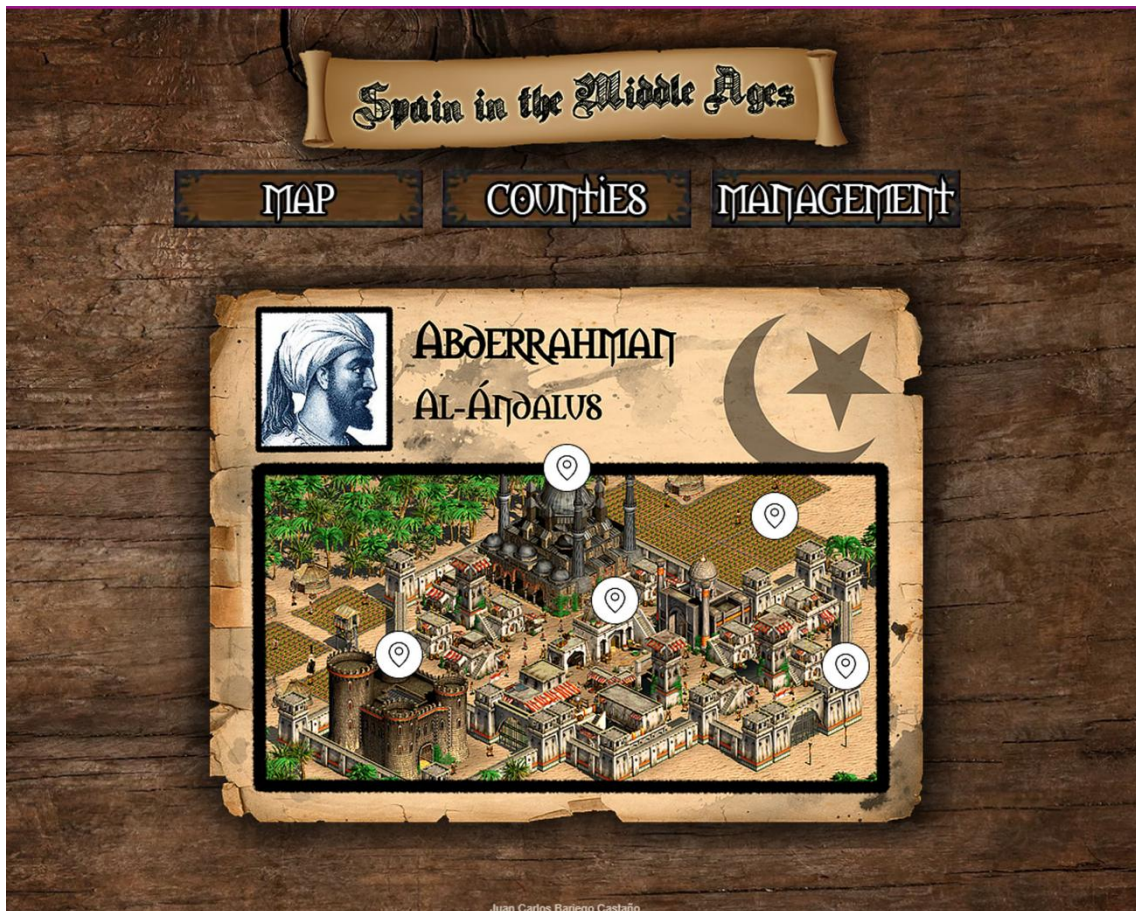 Spain in the Middle Ages
MAP
COUNTIES
MANAGEMENT
ABDERRAHMAN
AL-ÁNDALUS
Juan Carlos Bariego Castaño